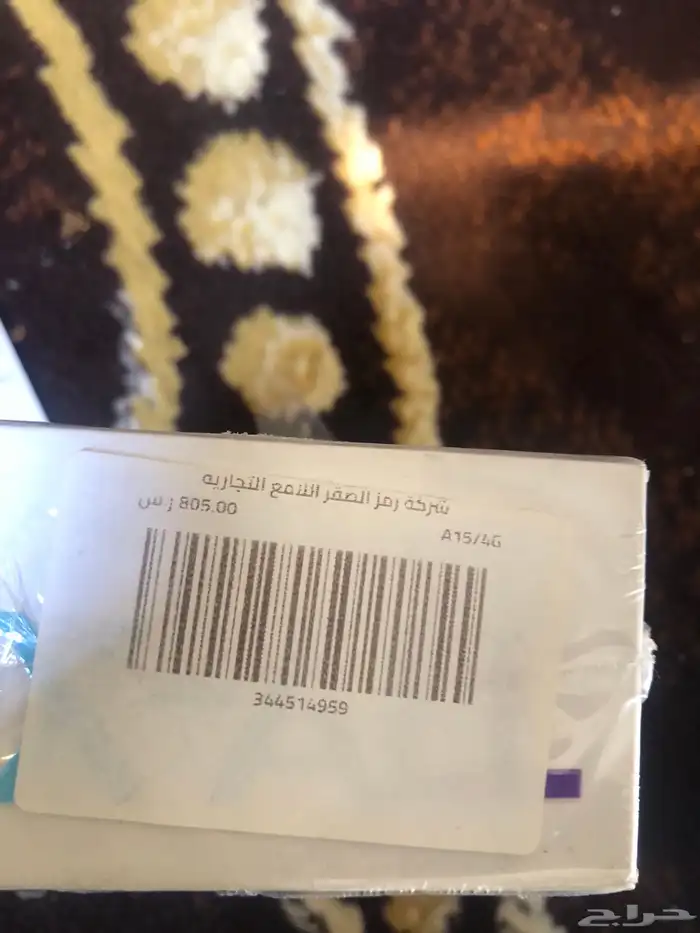 شركة رمز الصقر اللامع التجاريه
805.00 ر س
A15/4G
344514959
حراج